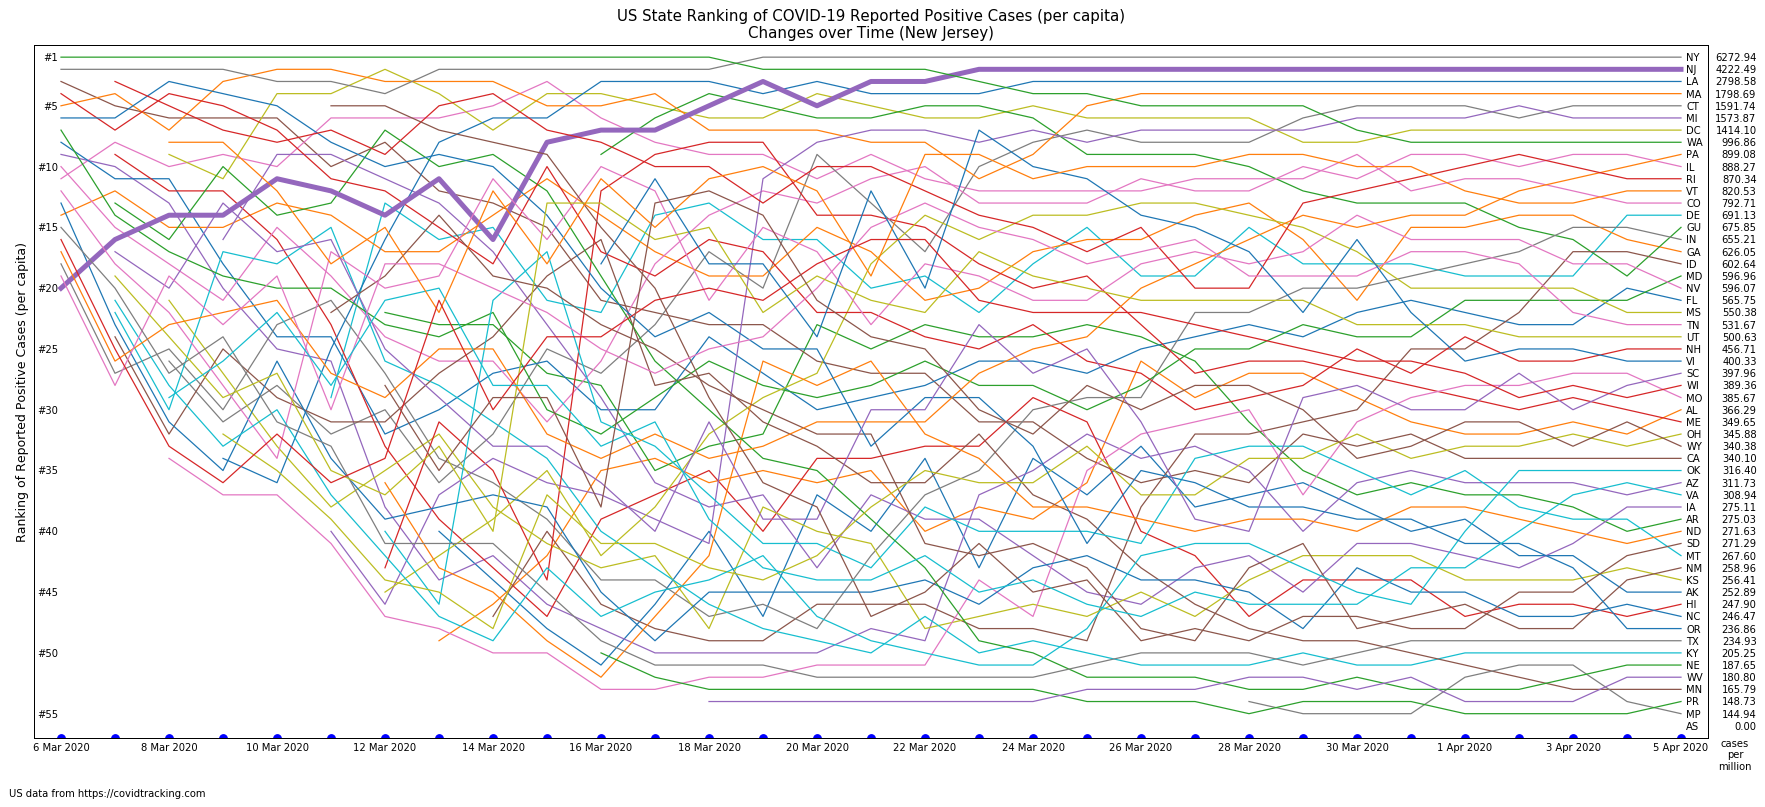 US State Ranking of COVID-19 Reported Positive Cases (per capita)
Changes over Time (New Jersey)
Ranking of Reported Positive Cases (per capita)
#1
#5
#10
#15
#20
#25
#30
#35
#40
#45
#50
#55
NY 6272.94
NJ 4222.49
LA 2798.58
MA 1798.69
CT 1591.74
MI 1573.87
DC 1414.10
WA 996.86
PA 899.08
IL 888.27
RI 870.34
VT 820.53
CO 792.71
DE 691.13
GU 675.85
IN 655.21
GA 626.05
ID 602.64
MD 596.96
NV 596.07
FL 565.75
MS 550.38
TN 531.67
UT 500.63
NH 456.71
VI 400.33
SC 397.96
WI 389.36
MO 385.67
AL 366.29
ME 349.65
OH 345.88
WY 340.38
CA 340.10
OK 316.40
AZ 311.73
VA 308.94
IA 275.11
AR 275.03
ND 271.63
SD 271.29
MT 267.60
NM 258.96
KS 256.41
AK 252.89
HI 247.90
NC 246.47
OR 236.86
TX 234.93
KY 205.25
NE 187.65
WV 180.80
MN 165.79
PR 148.73
MP 144.94
AS 0.00
6 Mar 2020 8 Mar 2020 10 Mar 2020 12 Mar 2020 14 Mar 2020 16 Mar 2020 18 Mar 2020 20 Mar 2020 22 Mar 2020 24 Mar 2020 26 Mar 2020 28 Mar 2020 30 Mar 2020 1 Apr 2020 3 Apr 2020 5 Apr 2020
cases
per
million
US data from https://covidtracking.com